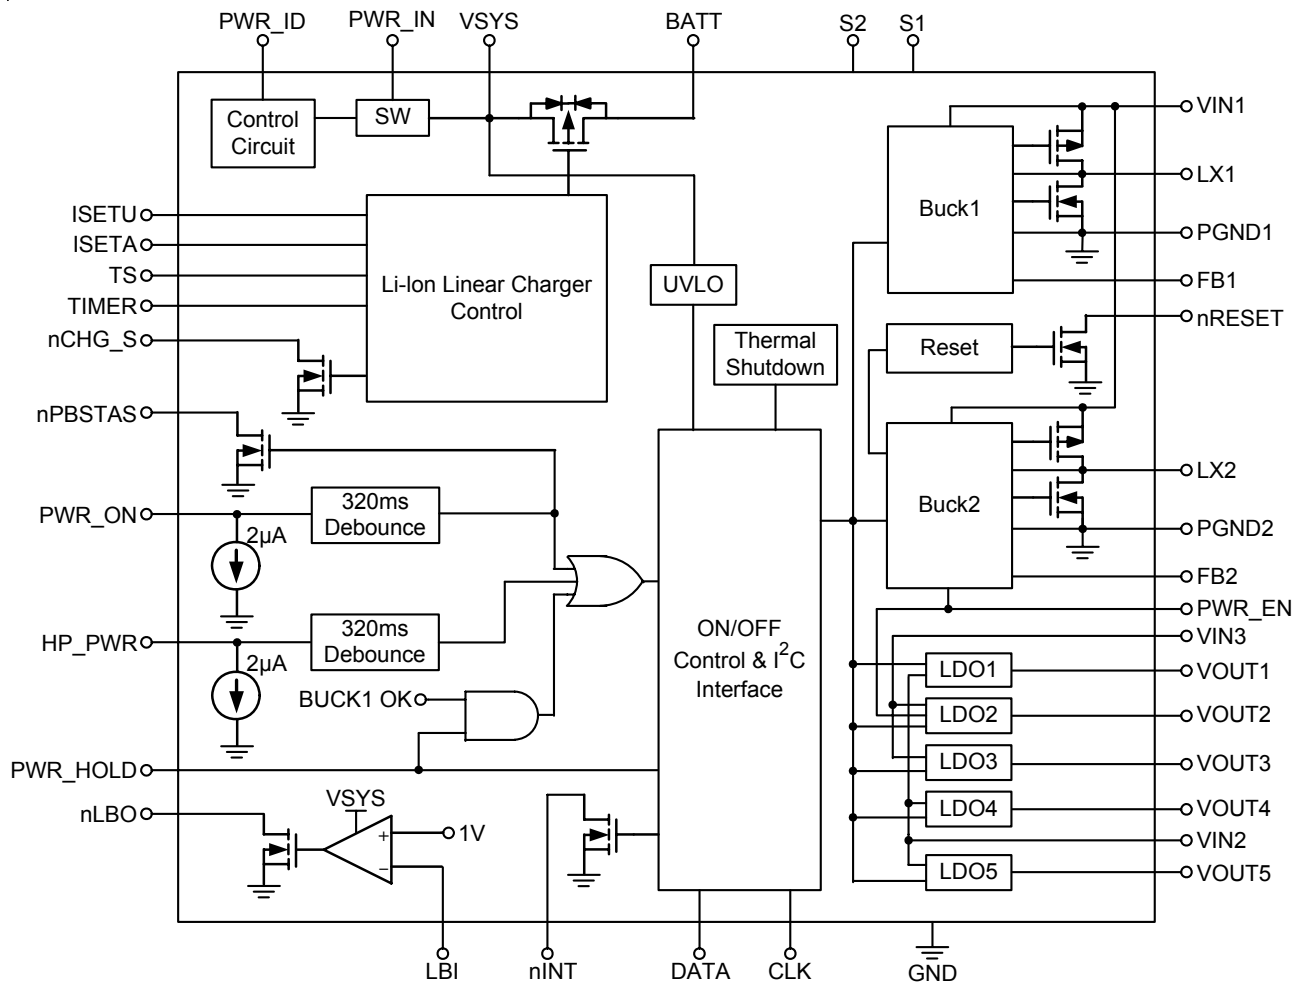 PWR_ID
PWR_IN
VSYS
BATT
S2
S1
Control
Circuit
SW
VIN1
ISETU
ISETA
TS
TIMER
nCHG_S
Li-Ion Linear Charger
Control
UVLO
Thermal
Shutdown
Buck1
LX1
PGND1
FB1
nRESET
Reset
nPBSTAS
PWR_ON
320ms
Debounce
2µA
HP_PWR
320ms
Debounce
2µA
BUCK1 OK
PWR_HOLD
nLBO
VSYS
+
1V
−
ON/OFF
Control & I2C
Interface
Buck2
LX2
PGND2
FB2
PWR_EN
VIN3
LDO1
VOUT1
LDO2
VOUT2
LDO3
VOUT3
LDO4
VOUT4
VIN2
LDO5
VOUT5
LBI
nINT
DATA
CLK
GND